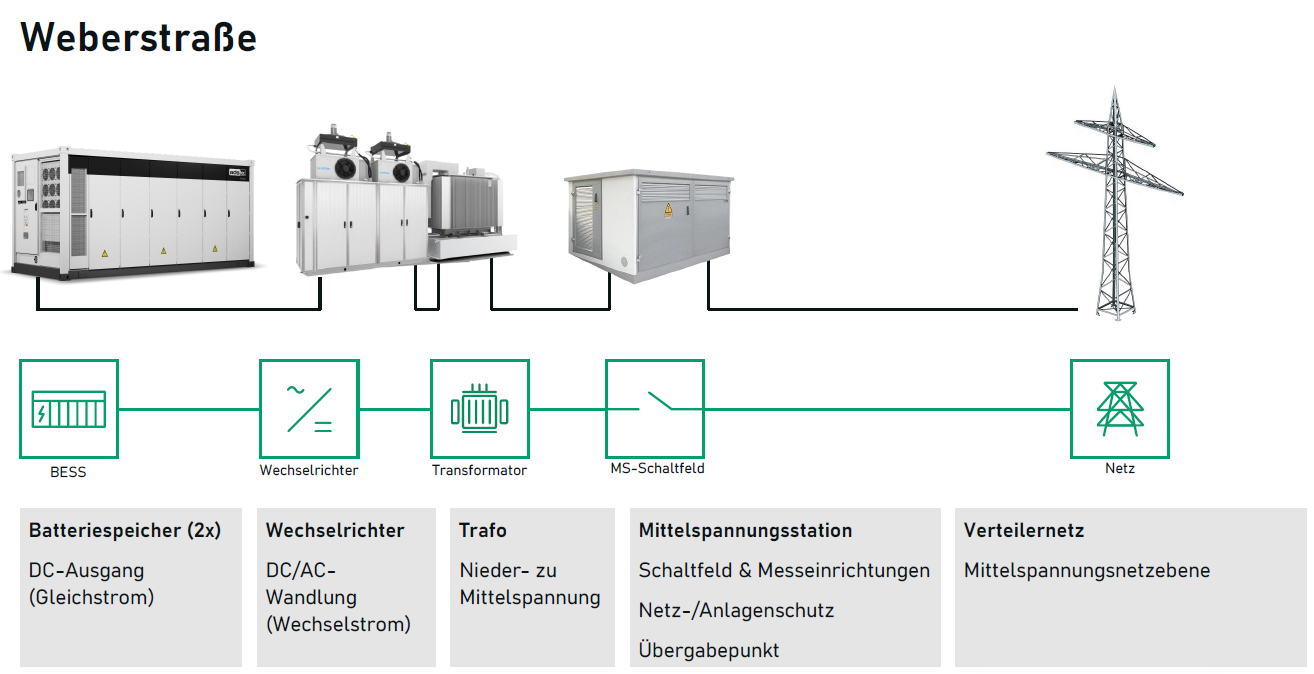 Weberstraße
BESS
Wechselrichter
Transformator
MS-Schaltfeld
Netz
Batteriespeicher (2x)
DC-Ausgang
(Gleichstrom)
Wechselrichter
DC/AC-
Wandlung
(Wechselstrom)
Trafo
Nieder- zu
Mittelspannung
Mittelspannungsstation
Schaltfeld & Messeinrichtungen
Netz-/Anlagenschutz
Übergabepunkt
Verteilernetz
Mittelspannungsnetzebene